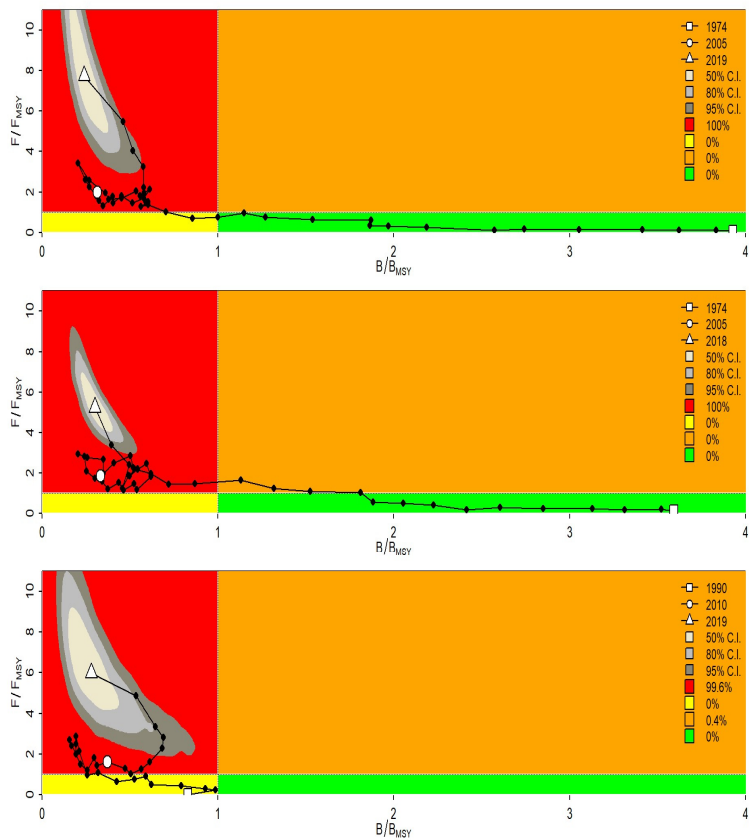 F/F_MSY
0 2 4 6 8 10
1974
2005
2019
50% C.I.
80% C.I.
95% C.I.
100%
0%
0%
0%
0 1 2 3 4
B/B_MSY
F/F_MSY
0 2 4 6 8 10
1974
2005
2018
50% C.I.
80% C.I.
95% C.I.
100%
0%
0%
0%
0 1 2 3 4
B/B_MSY
F/F_MSY
0 2 4 6 8 10
1990
2010
2019
50% C.I.
80% C.I.
95% C.I.
99.6%
0%
0.4%
0%
0 1 2 3 4
B/B_MSY